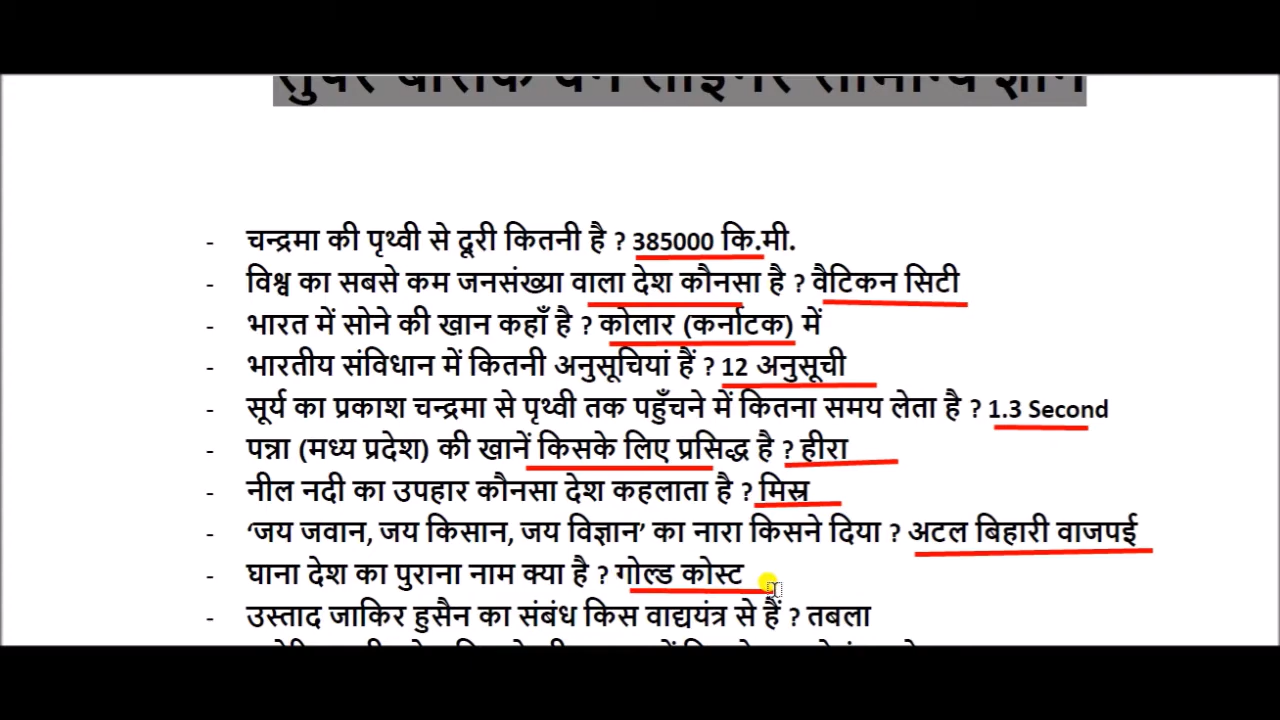 सामान्य ज्ञान
- चन्द्रमा की पृथ्वी से दूरी कितनी है ? 385000 कि.मी.
- विश्व का सबसे कम जनसंख्या वाला देश कौनसा है ? वैटिकन सिटी
- भारत में सोने की खान कहाँ है ? कोलार (कर्नाटक) में
- भारतीय संविधान में कितनी अनुसूचियां हैं ? 12 अनुसूची
- सूर्य का प्रकाश चन्द्रमा से पृथ्वी तक पहुँचने में कितना समय लेता है ? 1.3 Second
- पन्ना (मध्य प्रदेश) की खानें किसके लिए प्रसिद्ध है ? हीरा
- नील नदी का उपहार कौनसा देश कहलाता है ? मिस्र
- ‘जय जवान, जय किसान, जय विज्ञान’ का नारा किसने दिया ? अटल बिहारी वाजपई
- घाना देश का पुराना नाम क्या है ? गोल्ड कोस्ट
- उस्ताद जाकिर हुसैन का संबंध किस वाद्ययंत्र से हैं ? तबला